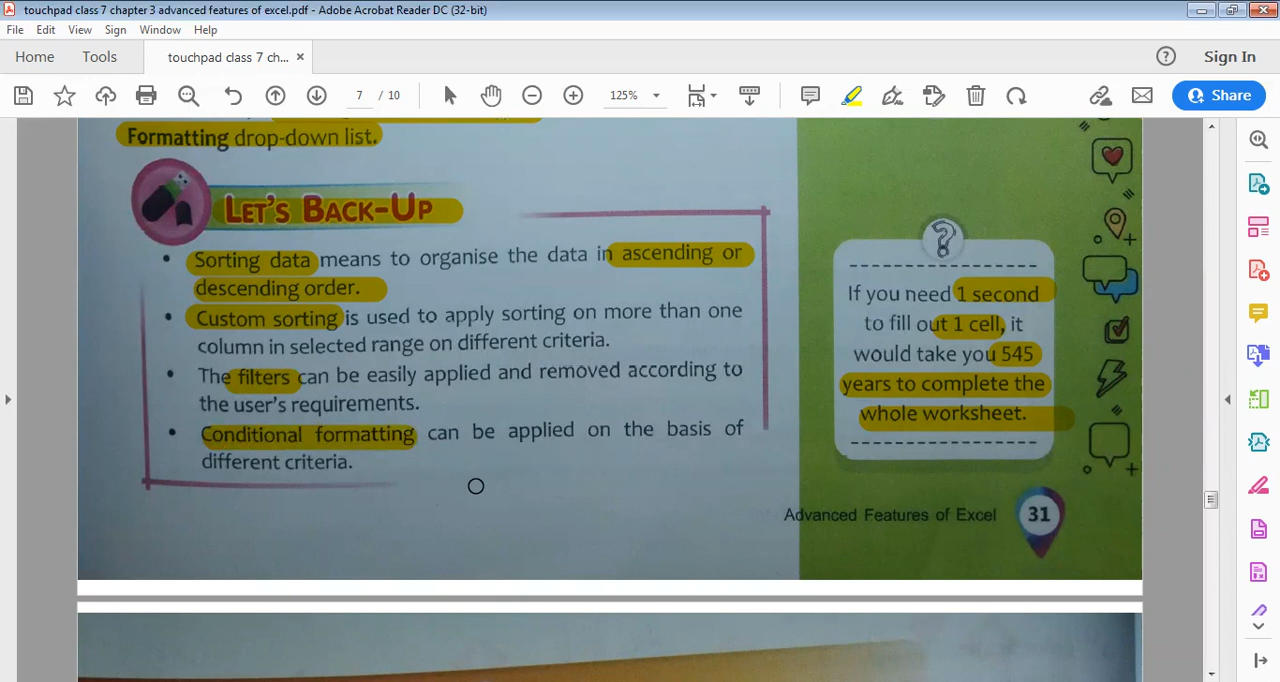 touchpad class 7 chapter 3 advanced features of excel.pdf - Adobe Acrobat Reader DC (32-bit)
File Edit View Sign Window Help
Home Tools touchpad class 7 ch... × Sign In
7 / 10 125% Share
Formatting drop-down list.
LET'S BACK-UP
• Sorting data means to organise the data in ascending or
descending order.
• Custom sorting is used to apply sorting on more than one
column in selected range on different criteria.
• The filters can be easily applied and removed according to
the user's requirements.
• Conditional formatting can be applied on the basis of
different criteria.
?
If you need 1 second
to fill out 1 cell, it
would take you 545
years to complete the
whole worksheet.
Advanced Features of Excel 31